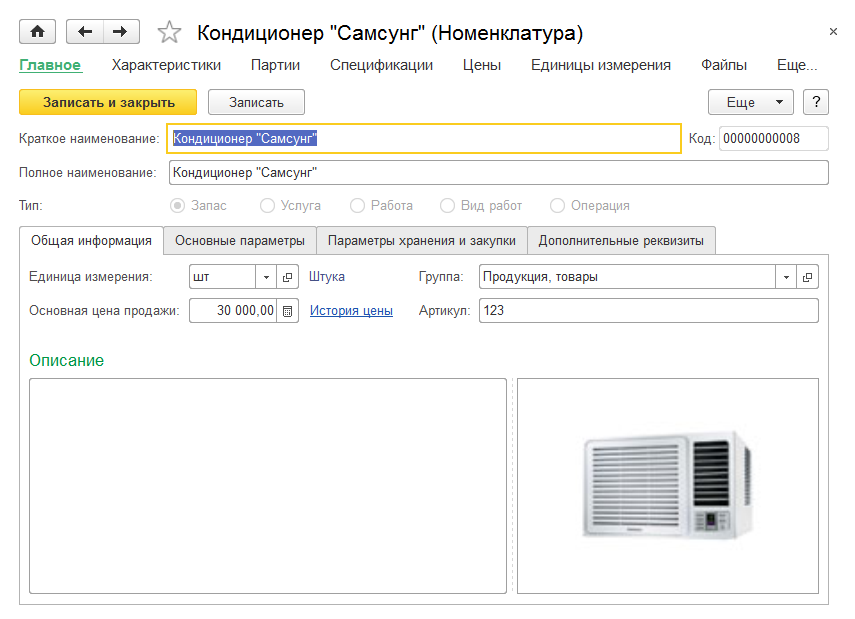 Кондиционер "Самсунг" (Номенклатура)
Главное Характеристики Партии Спецификации Цены Единицы измерения Файлы Еще...
Записать и закрыть Записать Еще ?
Краткое наименование: Кондиционер "Самсунг" Код: 00000000008
Полное наименование: Кондиционер "Самсунг"
Тип: Запас Услуга Работа Вид работ Операция
Общая информация Основные параметры Параметры хранения и закупки Дополнительные реквизиты
Единица измерения: шт Штука Группа: Продукция, товары
Основная цена продажи: 30 000,00 История цены Артикул: 123
Описание